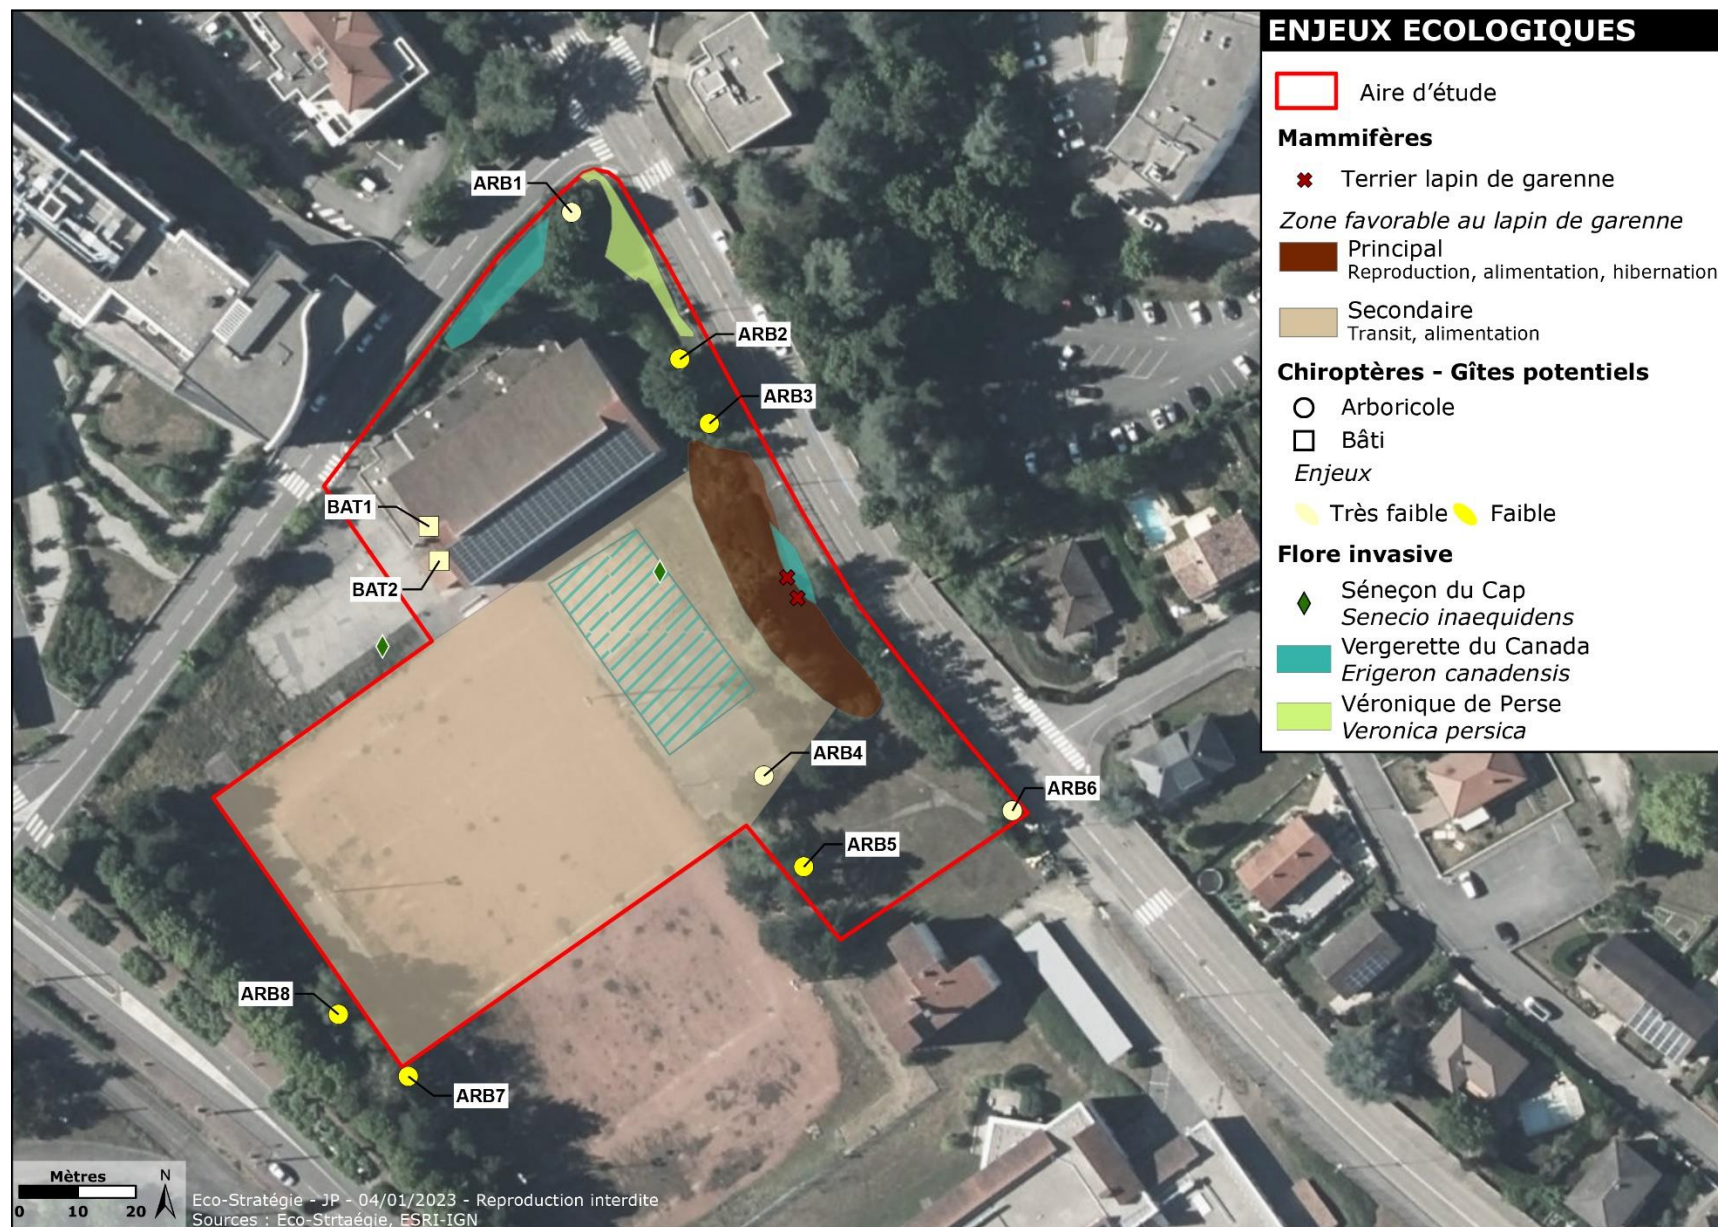 ENJEUX ECOLOGIQUES
Aire d'étude
Mammifères
Terrier lapin de garenne
Zone favorable au lapin de garenne
Principal
Reproduction, alimentation, hibernation
Secondaire
Transit, alimentation
Chiroptères - Gîtes potentiels
Arboricole
Bâti
Enjeux
Très faible Faible
Flore invasive
Séneçon du Cap
Senecio inaequidens
Vergerette du Canada
Erigeron canadensis
Véronique de Perse
Veronica persica
ARB1
ARB2
ARB3
BAT1
BAT2
ARB4
ARB6
ARB5
ARB8
ARB7
Mètres
0 10 20
N
Eco-Stratégie - JP - 04/01/2023 - Reproduction interdite
Sources : Eco-Strtaégie, ESRI-IGN